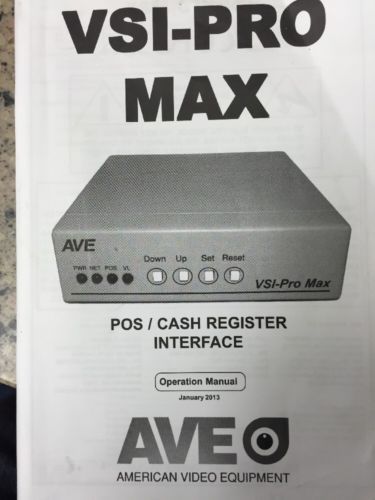 VSI-PRO
MAX
AVE
Down Up Set Reset
PWR NET POS VL
VSI-Pro Max
POS / CASH REGISTER
INTERFACE
Operation Manual
January 2013
AVE
AMERICAN VIDEO EQUIPMENT